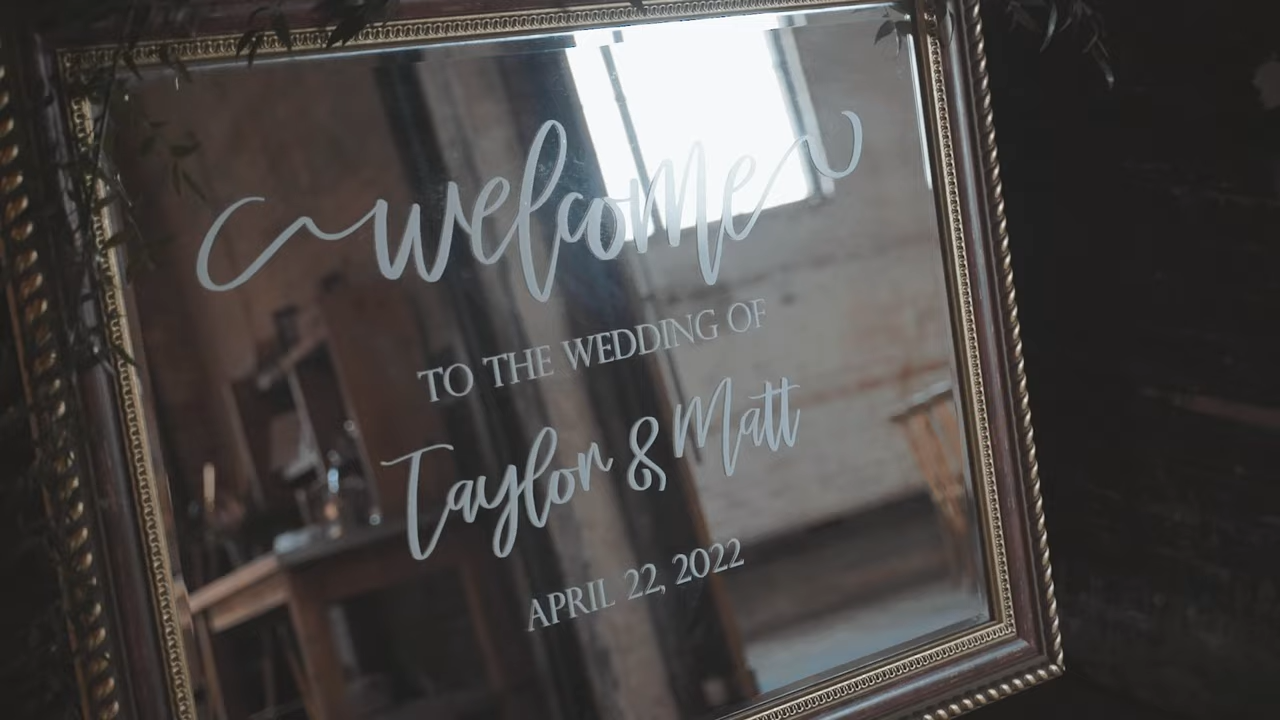 welcome
TO THE WEDDING OF
Taylor & Matt
APRIL 22, 2022